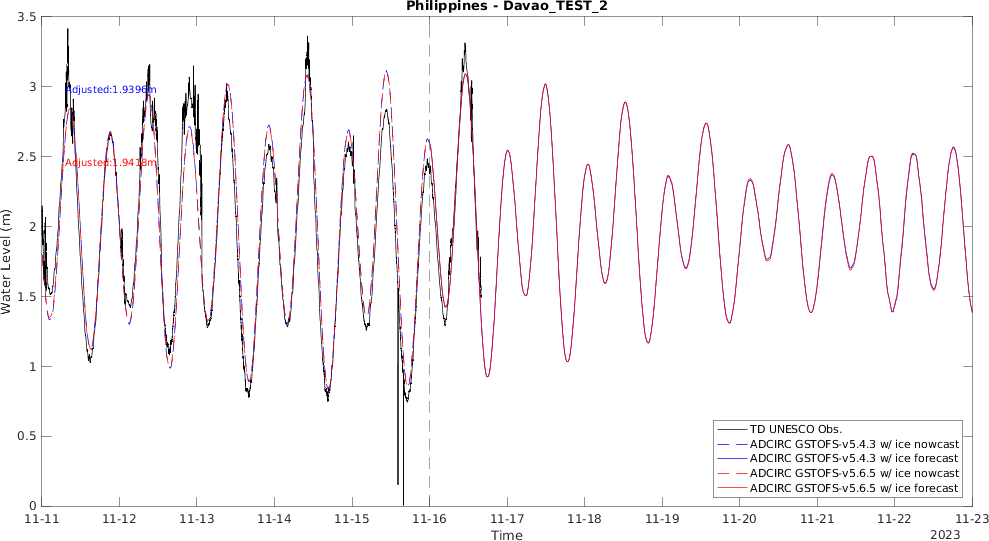 Philippines - Davao_TEST_2
3.5
3
2.5
2
1.5
1
0.5
0
Water Level (m)
Adjusted:1.9396m
Adjusted:1.9418m
TD UNESCO Obs.
ADCIRC GSTOFS-v5.4.3 w/ ice nowcast
ADCIRC GSTOFS-v5.4.3 w/ ice forecast
ADCIRC GSTOFS-v5.6.5 w/ ice nowcast
ADCIRC GSTOFS-v5.6.5 w/ ice forecast
11-11 11-12 11-13 11-14 11-15 11-16 11-17 11-18 11-19 11-20 11-21 11-22 11-23
Time
2023